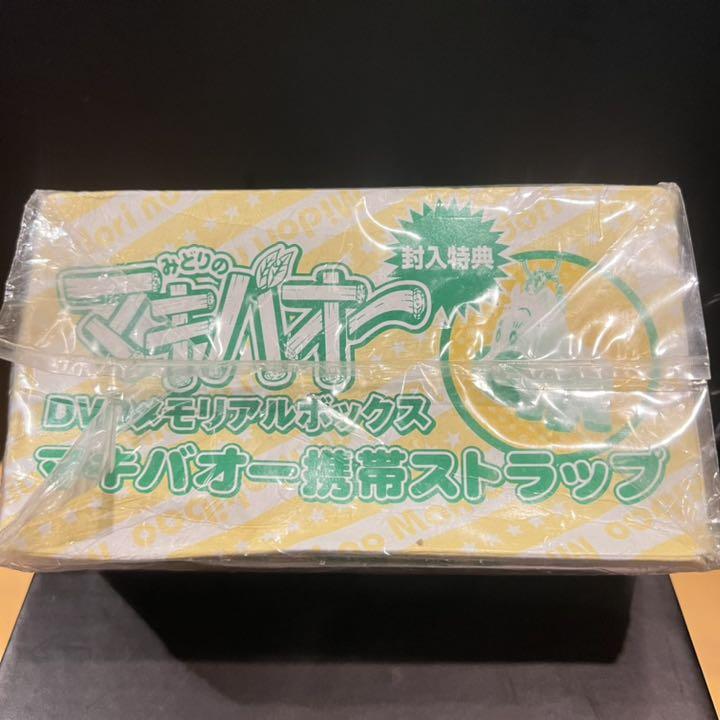 みどりの
マキバオー
封入特典
DVDメモリアルボックス
マキバオー携帯ストラップ